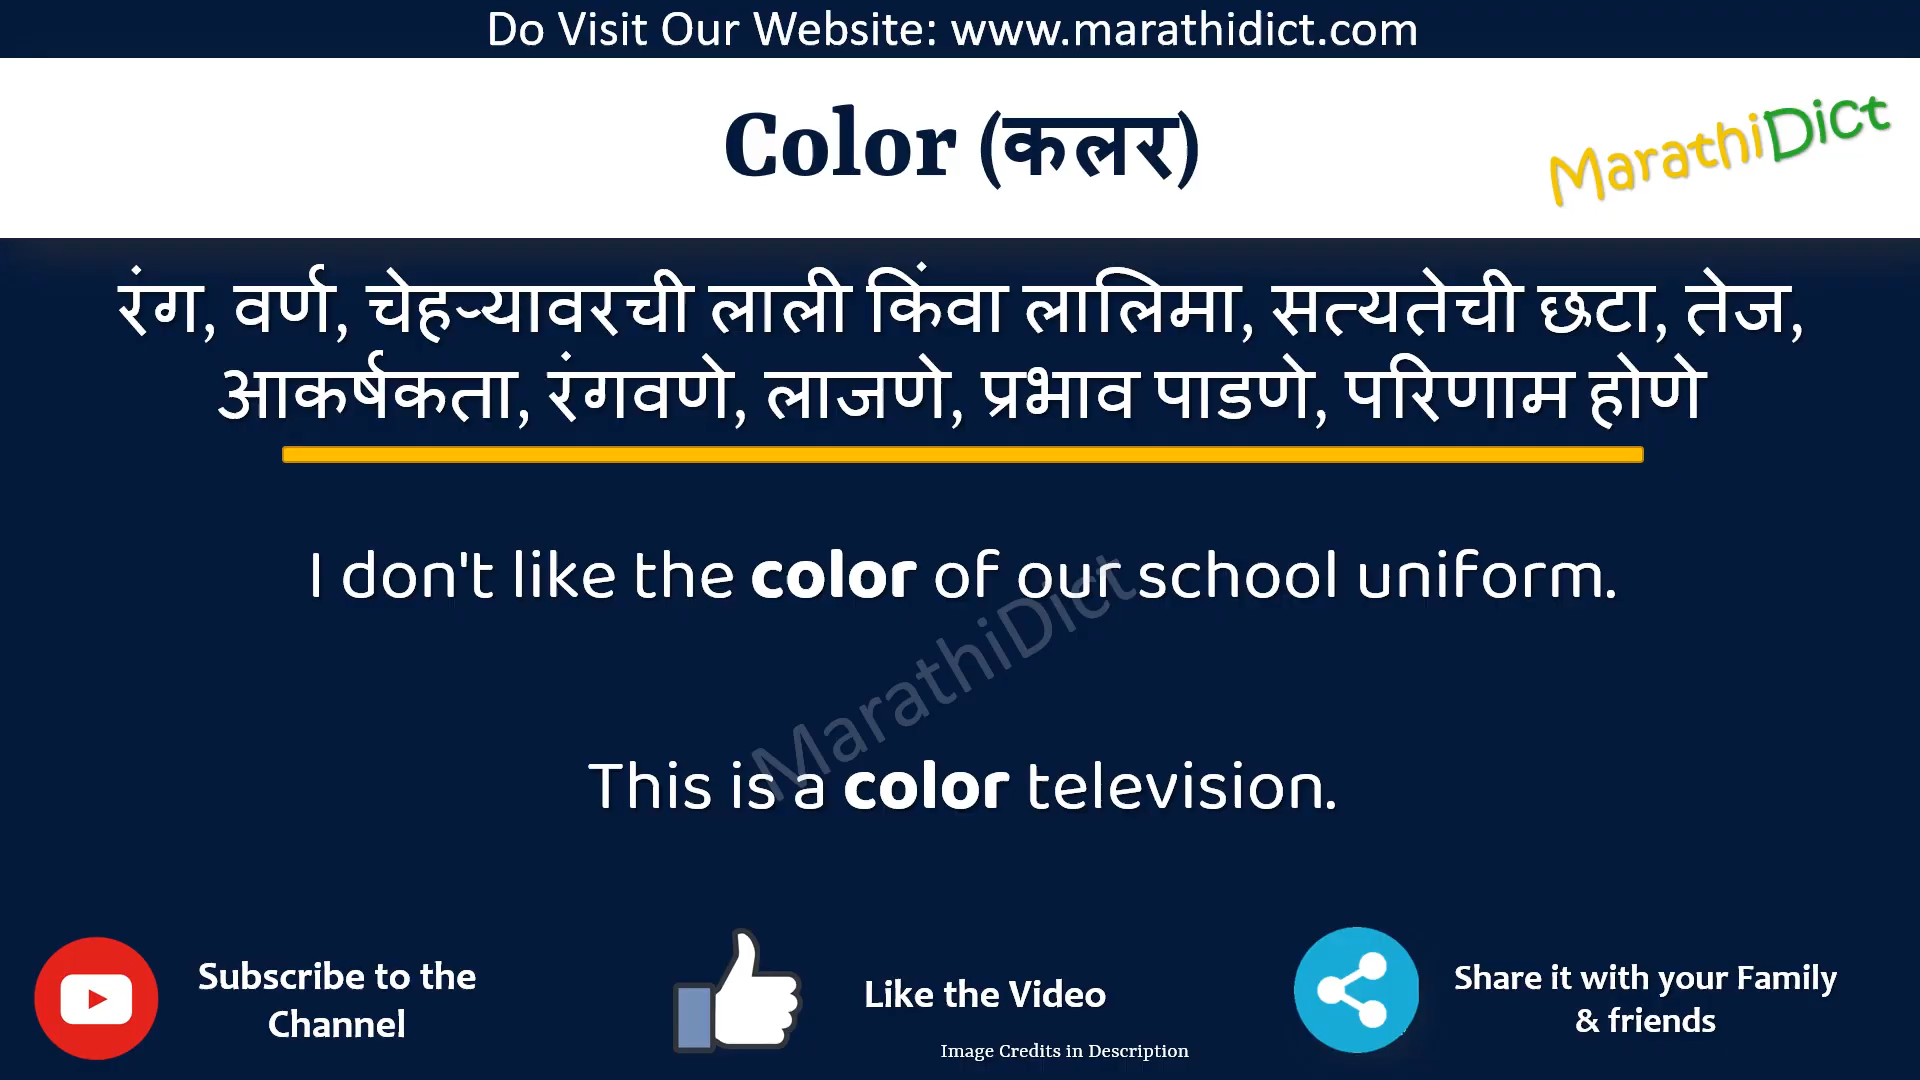 Do Visit Our Website: www.marathidict.com
Color (कलर)
MarathiDict
रंग, वर्ण, चेहऱ्यावरची लाली किंवा लालिमा, सत्यतेची छटा, तेज,
आकर्षकता, रंगवणे, लाजणे, प्रभाव पाडणे, परिणाम होणे
I don't like the color of our school uniform.
MarathiDict
This is a color television.
Subscribe to the
Channel
Like the Video
Share it with your Family
& friends
Image Credits in Description